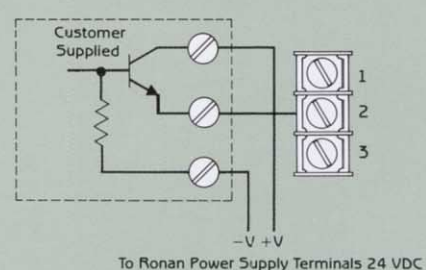 Customer
Supplied
1
2
3
−V +V
To Ronan Power Supply Terminals 24 VDC